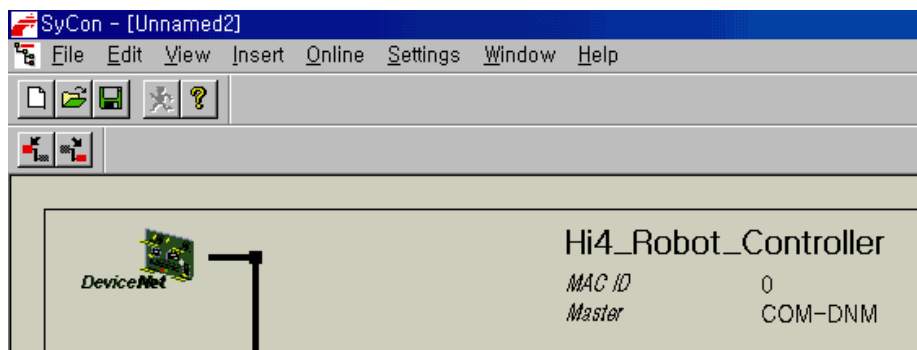 SyCon - [Unnamed2]
File Edit View Insert Online Settings Window Help
Hi4_Robot_Controller
DeviceNet
MAC ID 0
Master COM-DNM